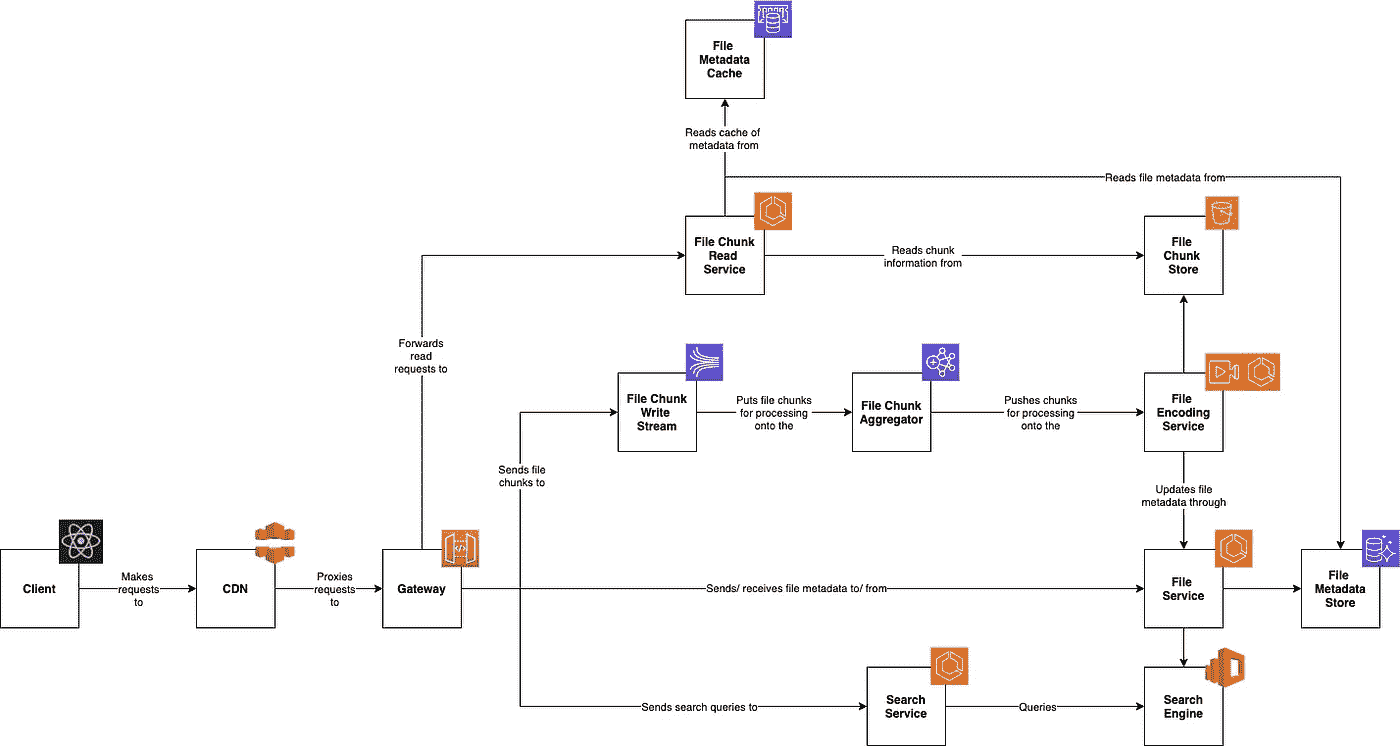 File
Metadata
Cache
Reads cache of
metadata from
Reads file metadata from
File Chunk
Read
Service
Reads chunk
information from
File
Chunk
Store
Forwards
read
requests to
File Chunk
Write
Stream
Puts file chunks
for processing
onto the
File Chunk
Aggregator
Pushes chunks
for processing
onto the
File
Encoding
Service
Sends file
chunks to
Updates file
metadata through
Client
Makes
requests
to
CDN
Proxies
requests
to
Gateway
Sends/ receives file metadata to/ from
File
Service
File
Metadata
Store
Sends search queries to
Search
Service
Queries
Search
Engine